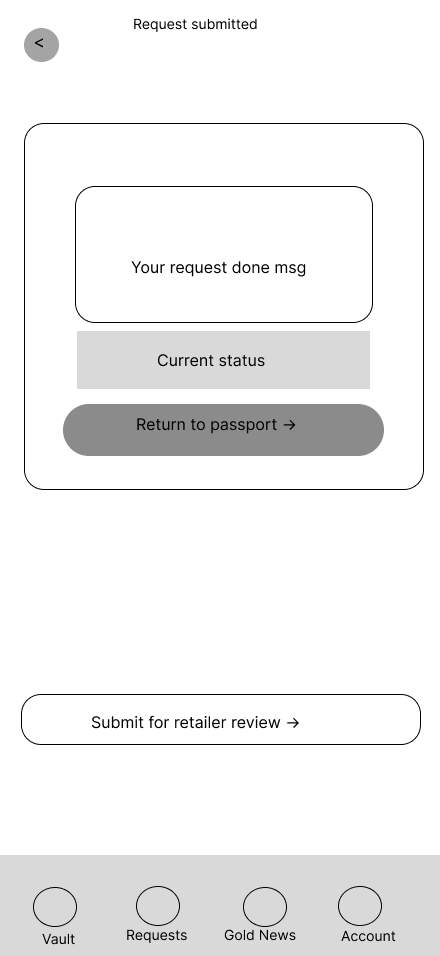 Request submitted
<
Your request done msg
Current status
Return to passport →
Submit for retailer review →
Vault
Requests
Gold News
Account